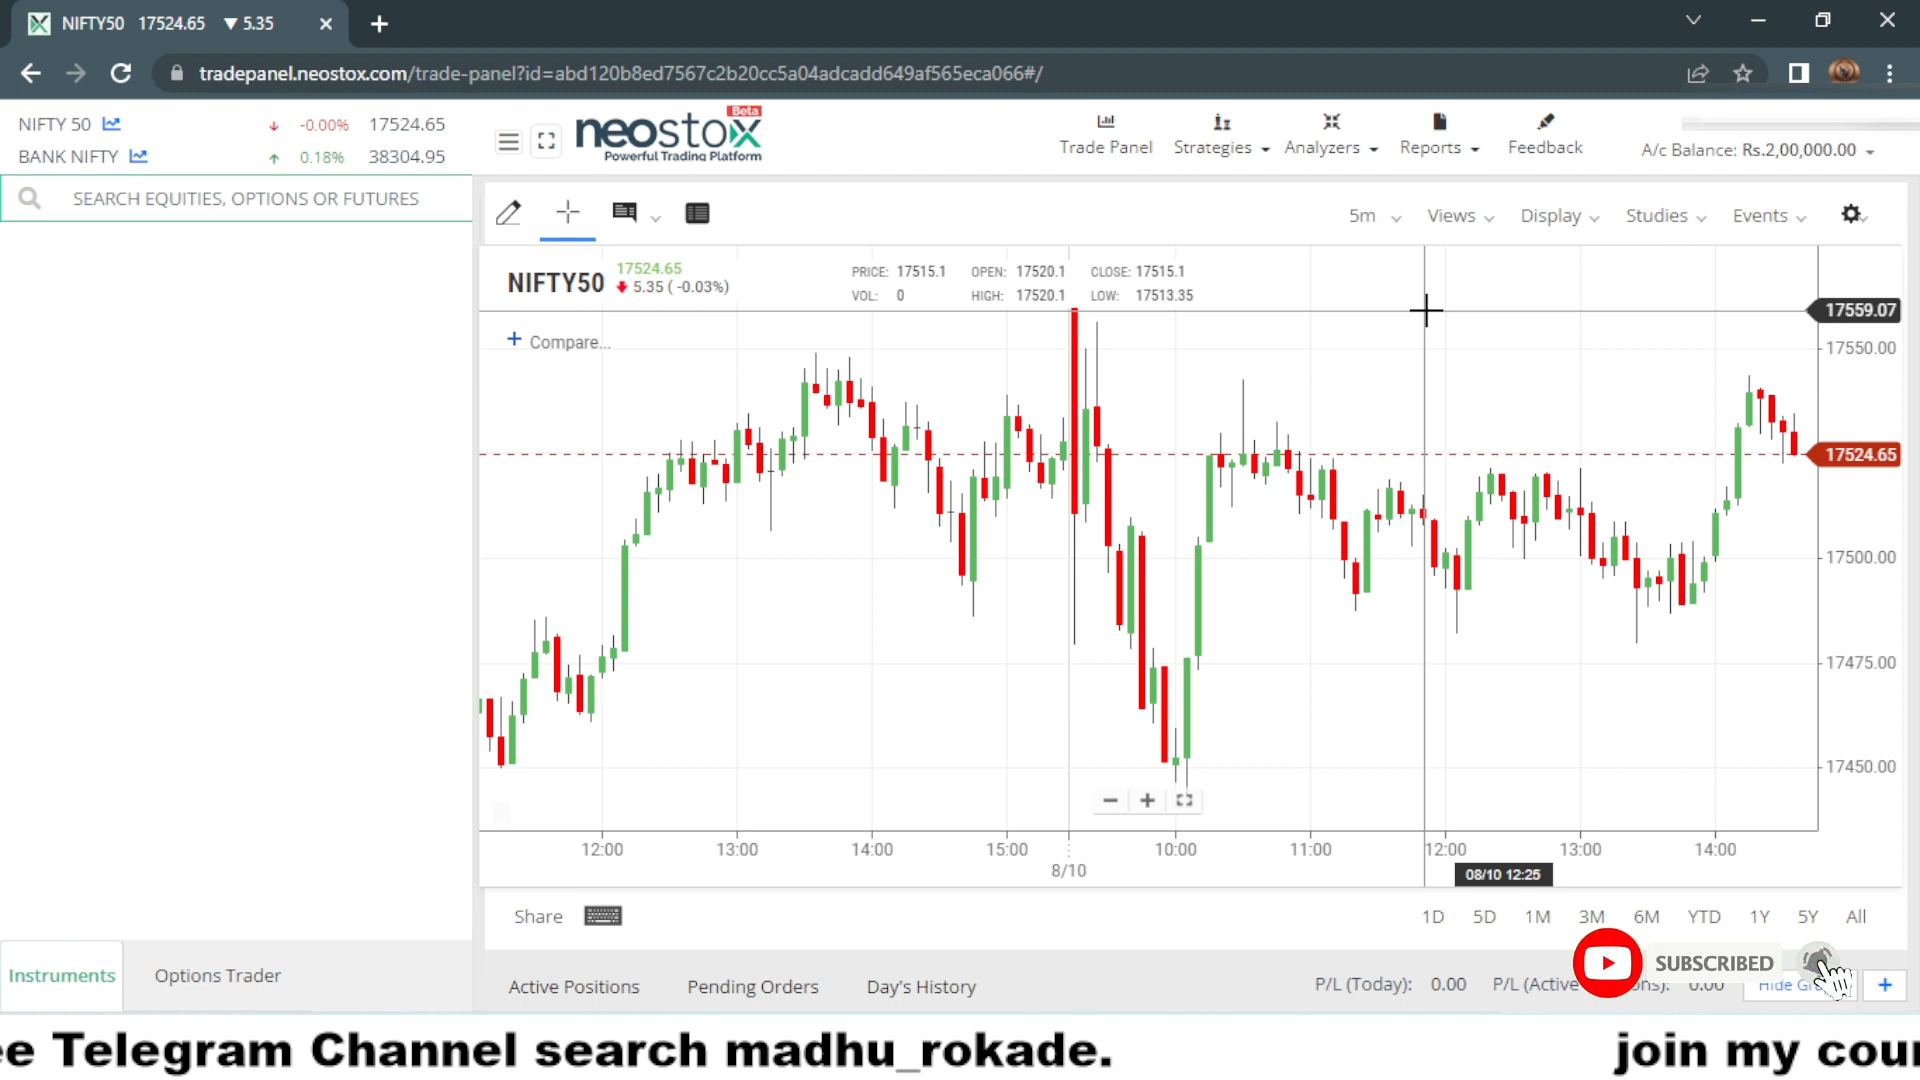 NIFTY50 17524.65 ▼ 5.35
tradepanel.neostox.com/trade-panel?id=abd120b8ed7567c2b20cc5a04adcadd649af565eca066#/
NIFTY 50 -0.00% 17524.65
BANK NIFTY 0.18% 38304.95
neostox Beta
Powerful Trading Platform
Trade Panel Strategies Analyzers Reports Feedback
A/c Balance: Rs.2,00,000.00
SEARCH EQUITIES, OPTIONS OR FUTURES
5m Views Display Studies Events
NIFTY50 17524.65
5.35 ( -0.03%)
PRICE: 17515.1 OPEN: 17520.1 CLOSE: 17515.1
VOL: 0 HIGH: 17520.1 LOW: 17513.35
+ Compare...
17559.07
17550.00
17524.65
17500.00
17475.00
17450.00
12:00 13:00 14:00 15:00 10:00 11:00 12:00 13:00 14:00
8/10
08/10 12:25
Share
1D 5D 1M 3M 6M YTD 1Y 5Y All
SUBSCRIBED
Instruments Options Trader
Active Positions Pending Orders Day's History
P/L (Today): 0.00 P/L (Active 0.00 Hide
ee Telegram Channel search madhu_rokade. join my cour